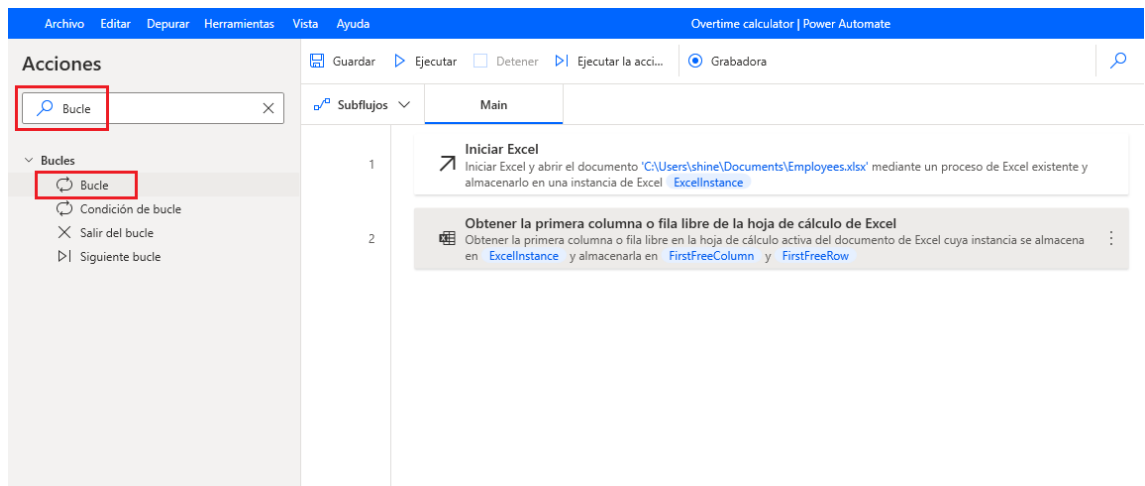 Archivo Editar Depurar Herramientas Vista Ayuda Overtime calculator | Power Automate
Acciones
Guardar Ejecutar Detener Ejecutar la acci... Grabadora
Bucle
Subflujos Main
Bucles
Bucle
Condición de bucle
Salir del bucle
Siguiente bucle
1
Iniciar Excel
Iniciar Excel y abrir el documento 'C:\Users\shine\Documents\Employees.xlsx' mediante un proceso de Excel existente y
almacenarlo en una instancia de Excel ExcelInstance
2
Obtener la primera columna o fila libre de la hoja de cálculo de Excel
Obtener la primera columna o fila libre en la hoja de cálculo activa del documento de Excel cuya instancia se almacena
en ExcelInstance y almacenarla en FirstFreeColumn y FirstFreeRow